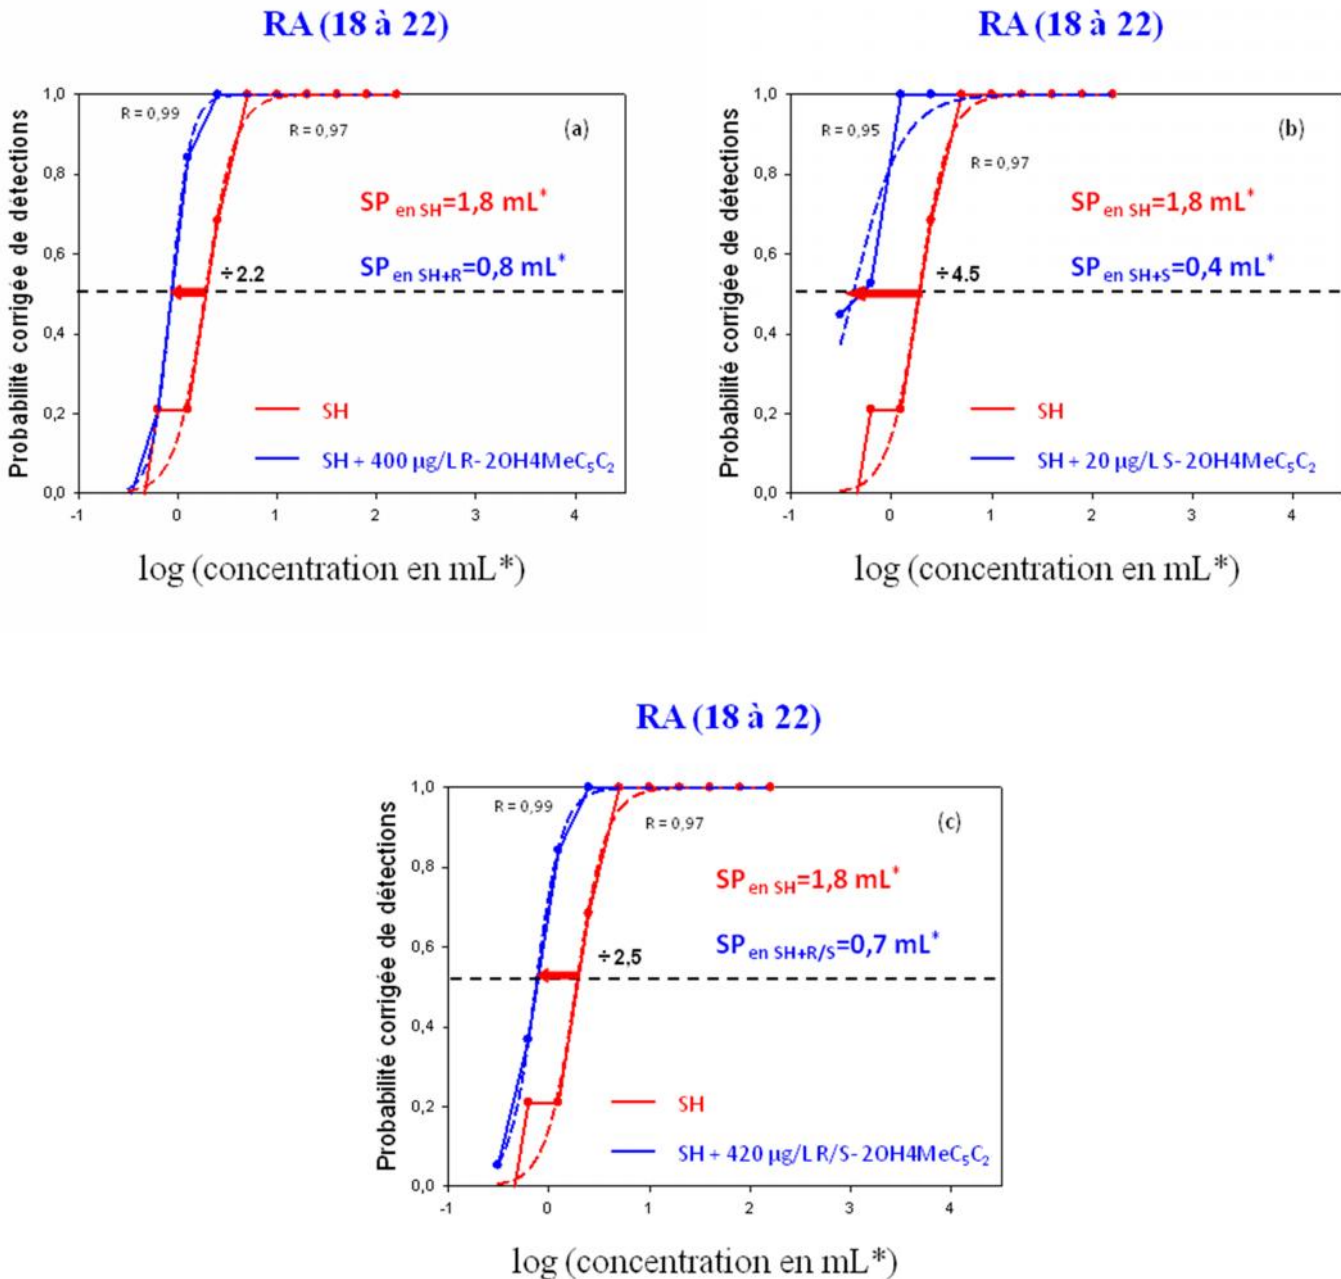 RA (18 à 22)
Probabilité corrigée de détections
1,0
0,8
0,6
0,4
0,2
0,0
R = 0,99
R = 0,97
(a)
SP en SH=1,8 mL*
÷2.2
SP en SH+R=0,8 mL*
SH
SH + 400 µg/L R- 2OH4MeC₅C₂
-1 0 1 2 3 4
log (concentration en mL*)
RA (18 à 22)
Probabilité corrigée de détections
1,0
0,8
0,6
0,4
0,2
0,0
R = 0,95
R = 0,97
(b)
SP en SH=1,8 mL*
÷4.5
SP en SH+S=0,4 mL*
SH
SH + 20 µg/L S- 2OH4MeC₅C₂
-1 0 1 2 3 4
log (concentration en mL*)
RA (18 à 22)
Probabilité corrigée de détections
1,0
0,8
0,6
0,4
0,2
0,0
R = 0,99
R = 0,97
(c)
SP en SH=1,8 mL*
÷2,5
SP en SH+R/S=0,7 mL*
SH
SH + 420 µg/L R/S- 2OH4MeC₅C₂
-1 0 1 2 3 4
log (concentration en mL*)